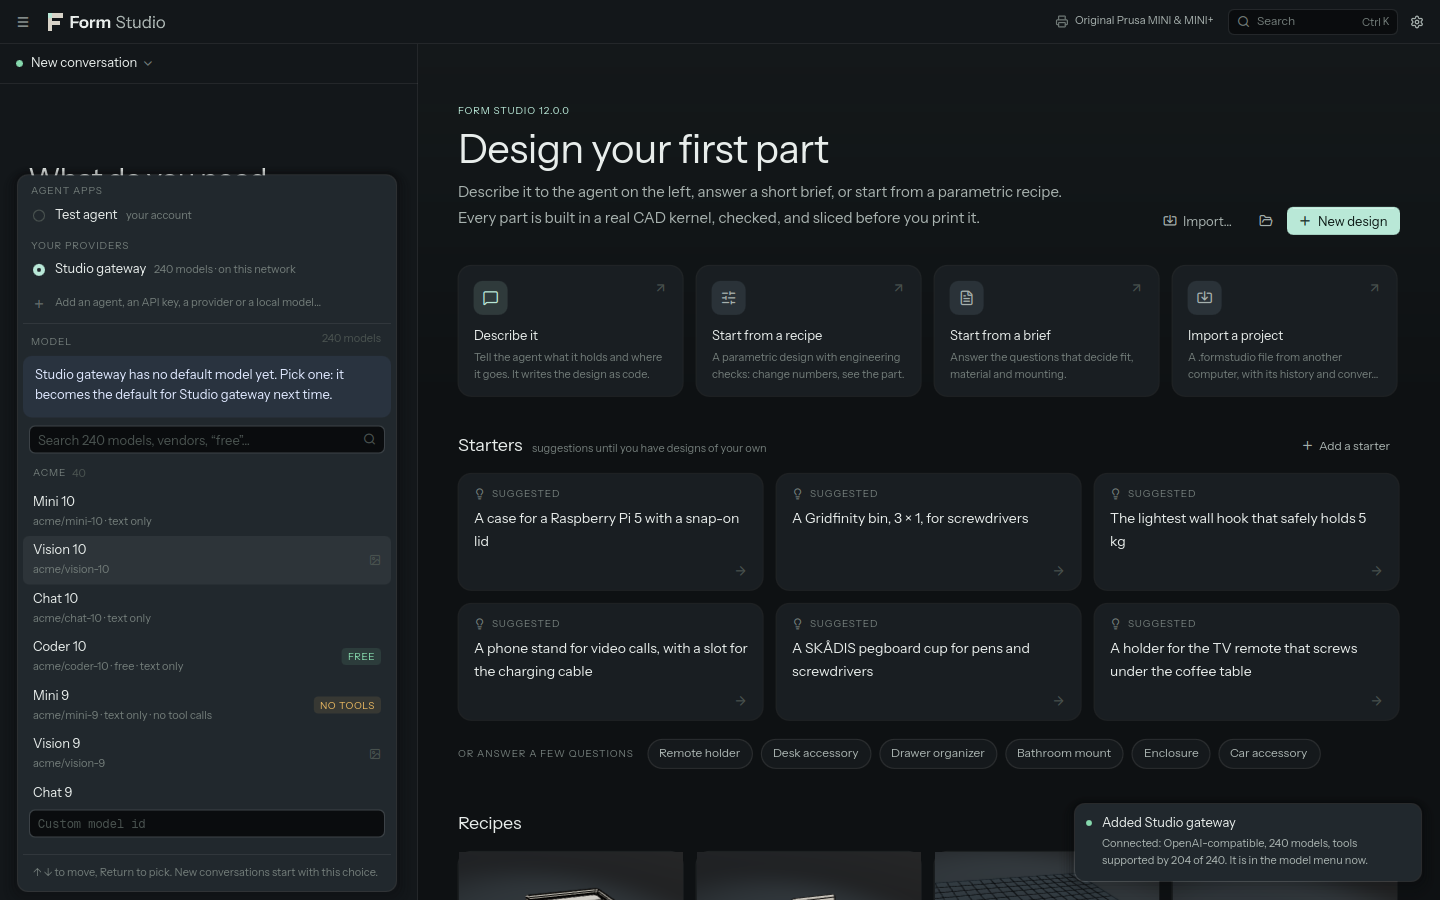 Form Studio
Original Prusa MINI & MINI+
Search
Ctrl K
New conversation
What do you need
AGENT APPS
Test agent your account
YOUR PROVIDERS
Studio gateway 240 models · on this network
Add an agent, an API key, a provider or a local model...
MODEL
240 models
Studio gateway has no default model yet. Pick one: it
becomes the default for Studio gateway next time.
Search 240 models, vendors, “free”...
ACME 40
Mini 10
acme/mini-10 · text only
Vision 10
acme/vision-10
Chat 10
acme/chat-10 · text only
Coder 10
acme/coder-10 · free · text only
FREE
Mini 9
acme/mini-9 · text only · no tool calls
NO TOOLS
Vision 9
acme/vision-9
Chat 9
Custom model id
↑↓ to move, Return to pick. New conversations start with this choice.
FORM STUDIO 12.0.0
Design your first part
Describe it to the agent on the left, answer a short brief, or start from a parametric recipe.
Every part is built in a real CAD kernel, checked, and sliced before you print it.
Import...
New design
Describe it
Tell the agent what it holds and where
it goes. It writes the design as code.
Start from a recipe
A parametric design with engineering
checks: change numbers, see the part.
Start from a brief
Answer the questions that decide fit,
material and mounting.
Import a project
A .formstudio file from another
computer, with its history and conver...
Starters suggestions until you have designs of your own
Add a starter
SUGGESTED
A case for a Raspberry Pi 5 with a snap-on
lid
SUGGESTED
A Gridfinity bin, 3 × 1, for screwdrivers
SUGGESTED
The lightest wall hook that safely holds 5
kg
SUGGESTED
A phone stand for video calls, with a slot for
the charging cable
SUGGESTED
A SKÅDIS pegboard cup for pens and
screwdrivers
SUGGESTED
A holder for the TV remote that screws
under the coffee table
OR ANSWER A FEW QUESTIONS
Remote holder
Desk accessory
Drawer organizer
Bathroom mount
Enclosure
Car accessory
Recipes
Added Studio gateway
Connected: OpenAI-compatible, 240 models, tools
supported by 204 of 240. It is in the model menu now.